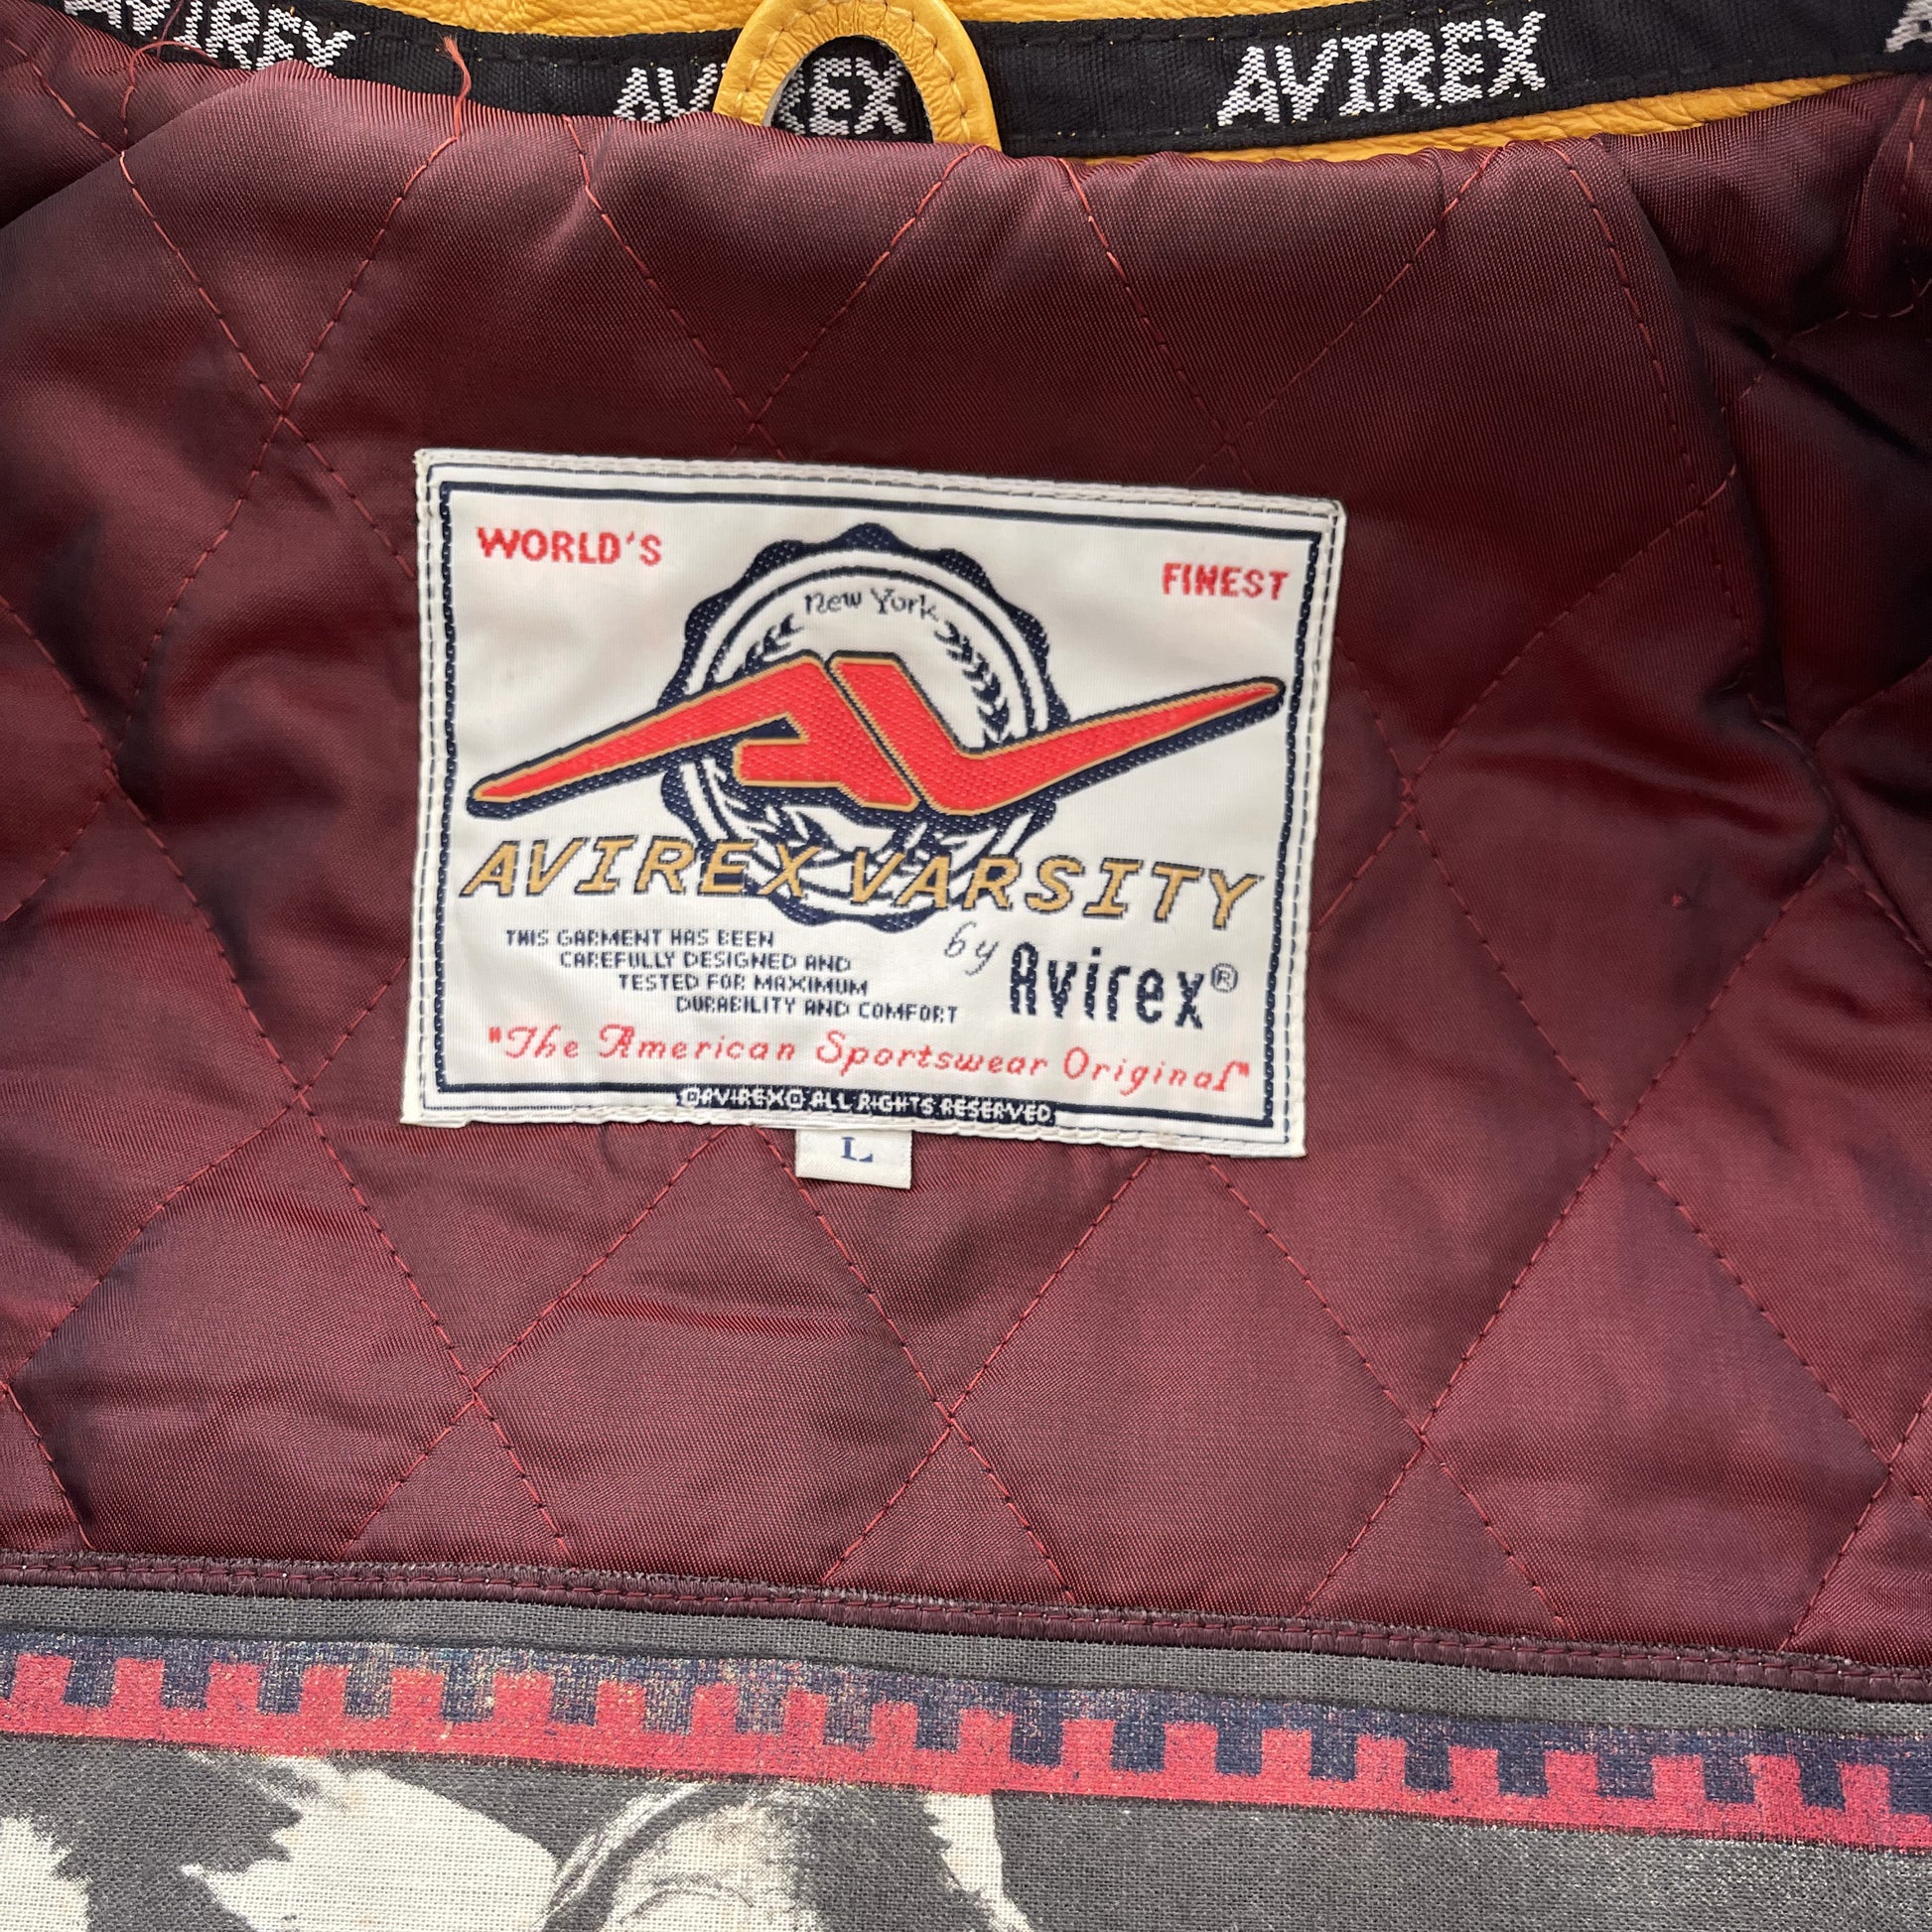 AVIREX AVIREX AVIREX
WORLD'S FINEST
New York
AVIREX VARSITY
by Avirex®
THIS GARMENT HAS BEEN
CAREFULLY DESIGNED AND
TESTED FOR MAXIMUM
DURABILITY AND COMFORT
"The American Sportswear Original"
©AVIREX© ALL RIGHTS RESERVED
L